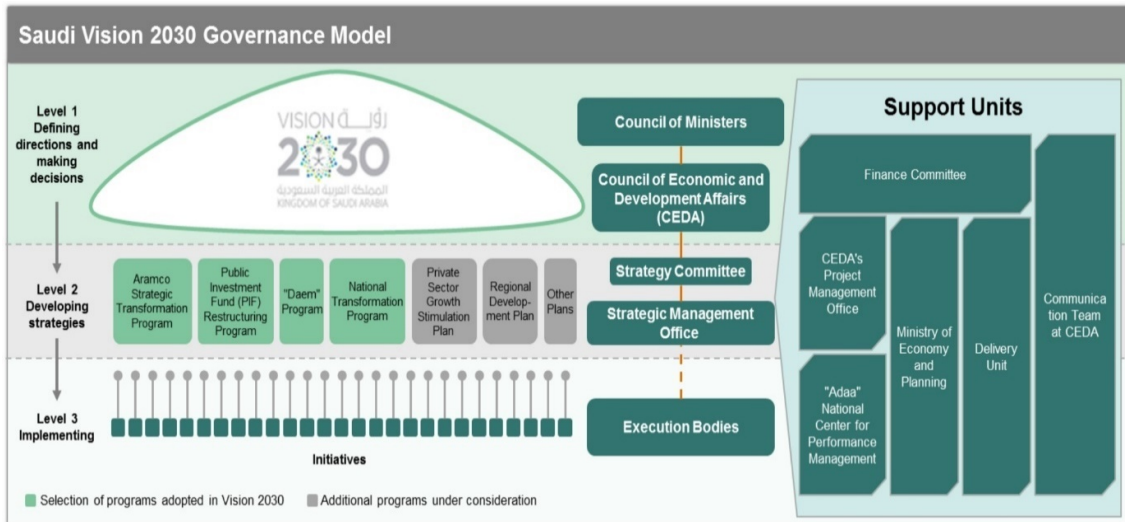 Saudi Vision 2030 Governance Model
Level 1
Defining
directions and
making
decisions
VISION رؤيـــة
2030
المملكة العربية السعودية
KINGDOM OF SAUDI ARABIA
Council of Ministers
Council of Economic and
Development Affairs
(CEDA)
Level 2
Developing
strategies
Aramco
Strategic
Transformation
Program
Public
Investment
Fund (PIF)
Restructuring
Program
"Daem"
Program
National
Transformation
Program
Private
Sector
Growth
Stimulation
Plan
Regional
Develop-
ment Plan
Other
Plans
Strategy Committee
Strategic Management
Office
Level 3
Implementing
Initiatives
Execution Bodies
Selection of programs adopted in Vision 2030
Additional programs under consideration
Support Units
Finance Committee
CEDA's
Project
Management
Office
"Adaa"
National
Center for
Performance
Management
Ministry of
Economy
and
Planning
Delivery
Unit
Communica
tion Team
at CEDA